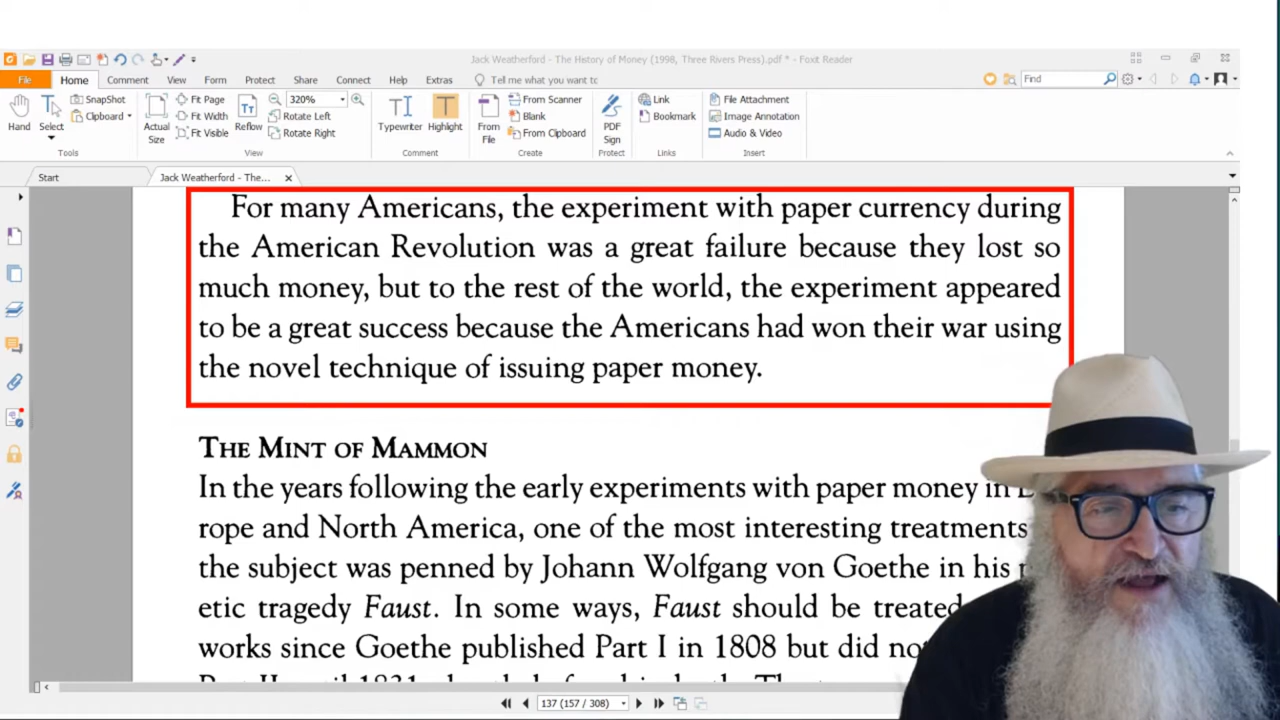 Jack Weatherford - The History of Money (1998, Three Rivers Press).pdf * - Foxit Reader
File Home Comment View Form Protect Share Connect Help Extras Tell me what you want to Find
SnapShot Fit Page 320% From Scanner Link File Attachment
Hand Select Clipboard Actual Size Fit Width Reflow Rotate Left Typewriter Highlight From File Blank PDF Sign Bookmark Image Annotation
Fit Visible Rotate Right From Clipboard Audio & Video
Tools View Comment Create Protect Links Insert
Start Jack Weatherford - The...
For many Americans, the experiment with paper currency during
the American Revolution was a great failure because they lost so
much money, but to the rest of the world, the experiment appeared
to be a great success because the Americans had won their war using
the novel technique of issuing paper money.
THE MINT OF MAMMON
In the years following the early experiments with paper money in
rope and North America, one of the most interesting treatments
the subject was penned by Johann Wolfgang von Goethe in his
etic tragedy Faust. In some ways, Faust should be treated
works since Goethe published Part I in 1808 but did
137 (157 / 308)